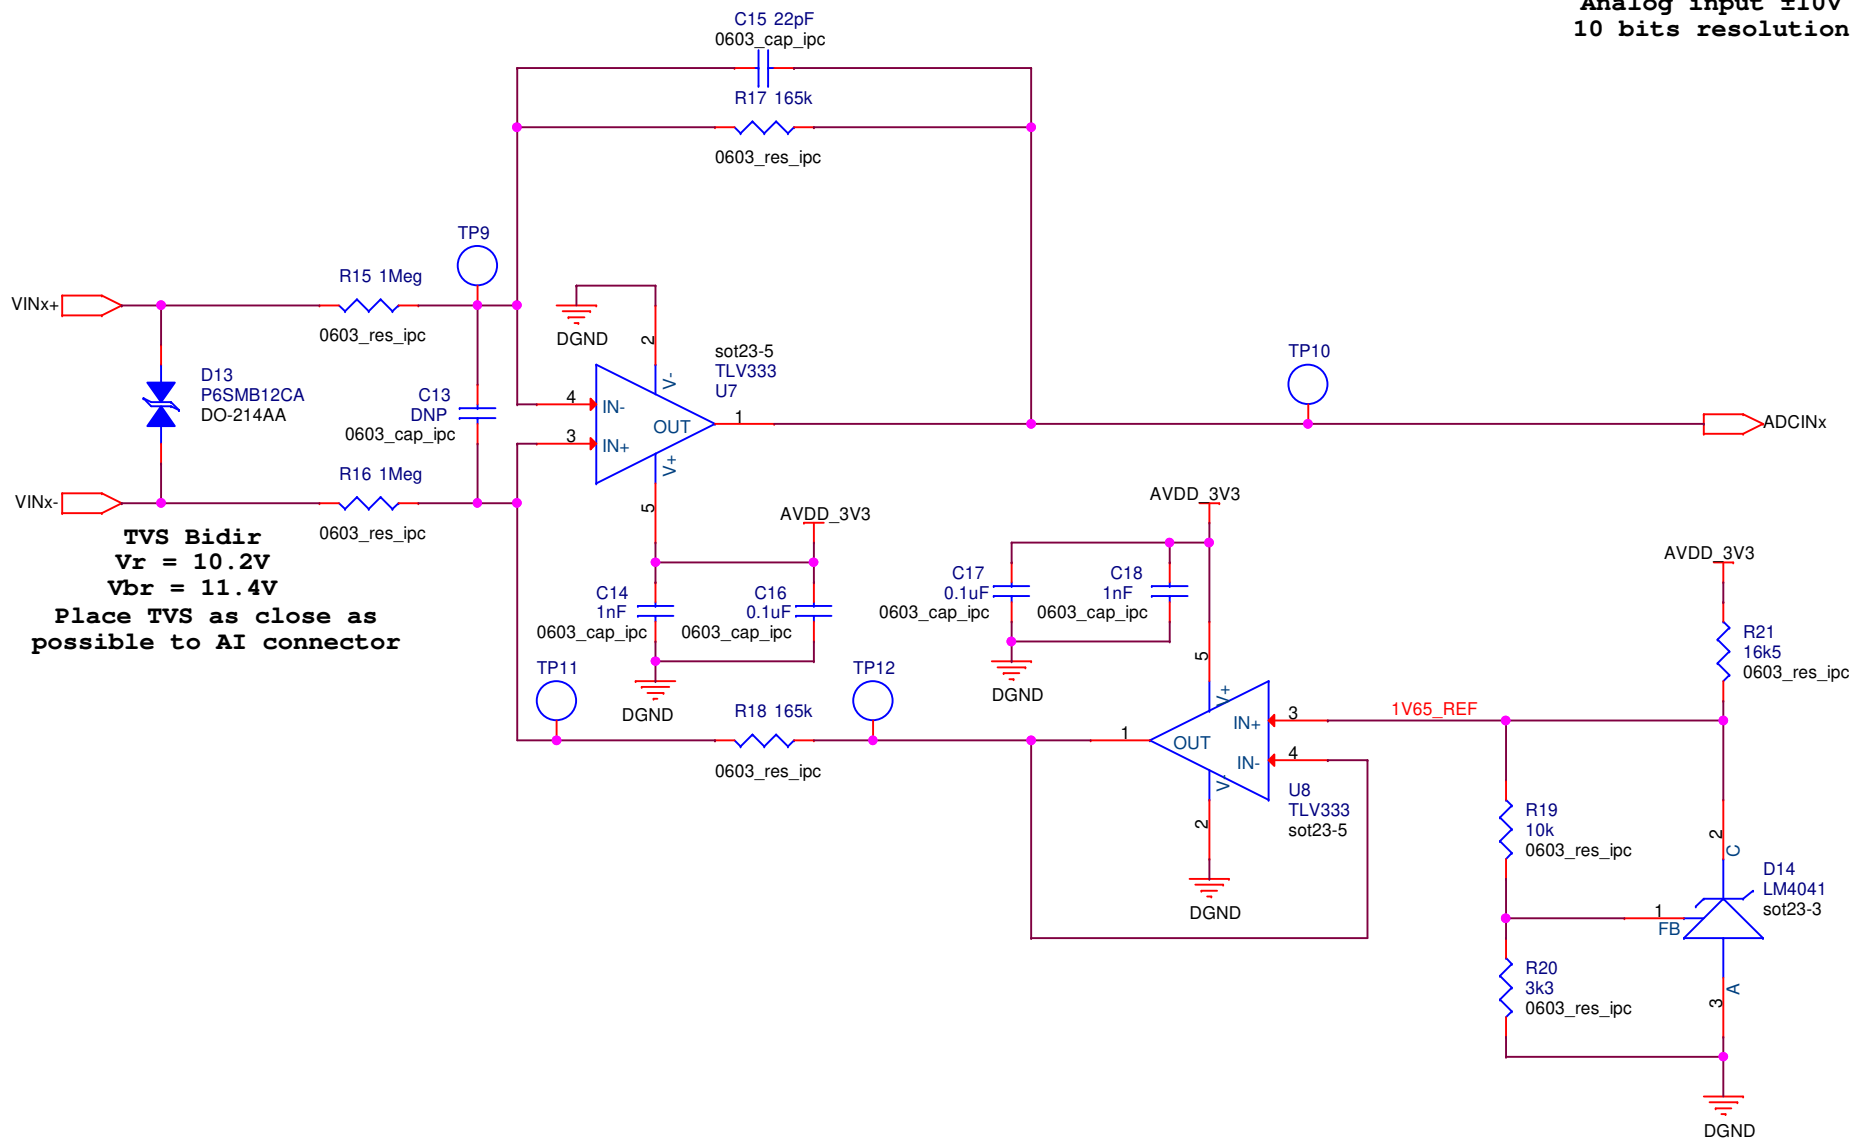 Analog input ±10V
10 bits resolution
C15 22pF
0603_cap_ipc
R17 165k
0603_res_ipc
TP9
R15 1Meg
VINx+
0603_res_ipc
DGND
2
sot23-5
TLV333
U7
V-
TP10
D13
P6SMB12CA
DO-214AA
C13
DNP
0603_cap_ipc
4
IN-
3
IN+
OUT
1
V+
ADCINx
R16 1Meg
VINx-
0603_res_ipc
5
AVDD_3V3
AVDD_3V3
TVS Bidir
Vr = 10.2V
Vbr = 11.4V
Place TVS as close as
possible to AI connector
C14
1nF
0603_cap_ipc
C16
0.1uF
0603_cap_ipc
C17
0.1uF
0603_cap_ipc
C18
1nF
0603_cap_ipc
AVDD_3V3
R21
16k5
0603_res_ipc
DGND
DGND
5
TP11
TP12
R18 165k
0603_res_ipc
1
OUT
V+
IN+
3
1V65_REF
IN-
4
V-
U8
TLV333
sot23-5
2
DGND
R19
10k
0603_res_ipc
2
C
D14
LM4041
sot23-3
1
FB
R20
3k3
0603_res_ipc
3
A
DGND